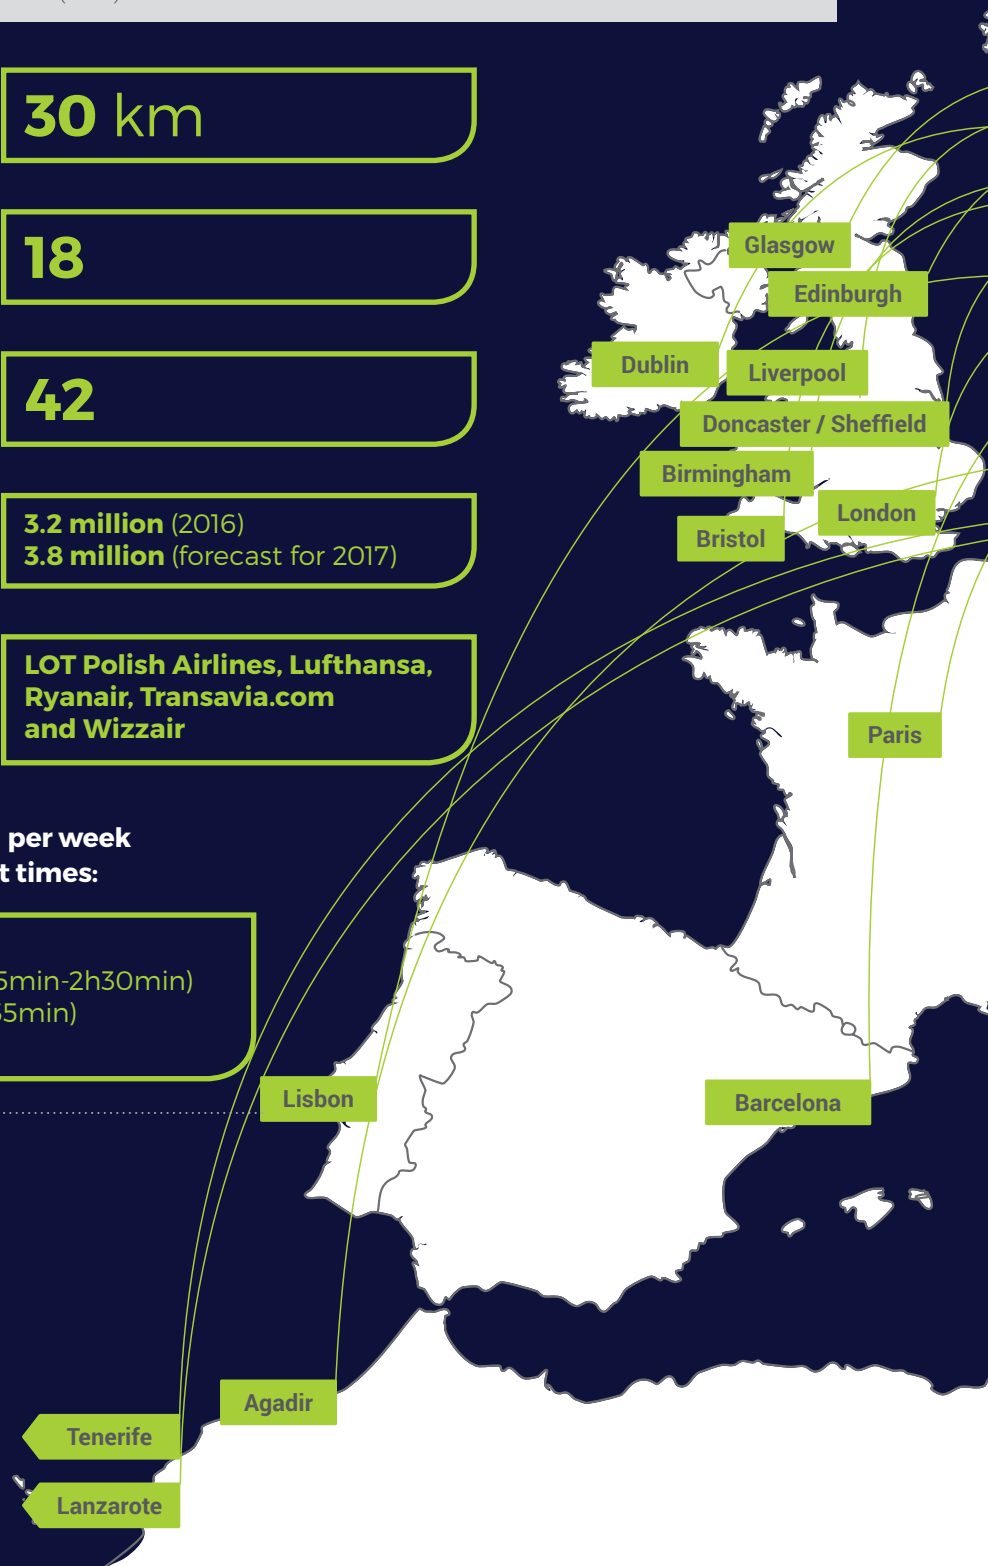 30 km
18
42
3.2 million (2016)
3.8 million (forecast for 2017)
LOT Polish Airlines, Lufthansa,
Ryanair, Transavia.com
and Wizzair
per week
t times:
5min-2h30min)
5min)
Glasgow
Edinburgh
Dublin
Liverpool
Doncaster / Sheffield
Birmingham
London
Bristol
Paris
Lisbon
Barcelona
Agadir
Tenerife
Lanzarote